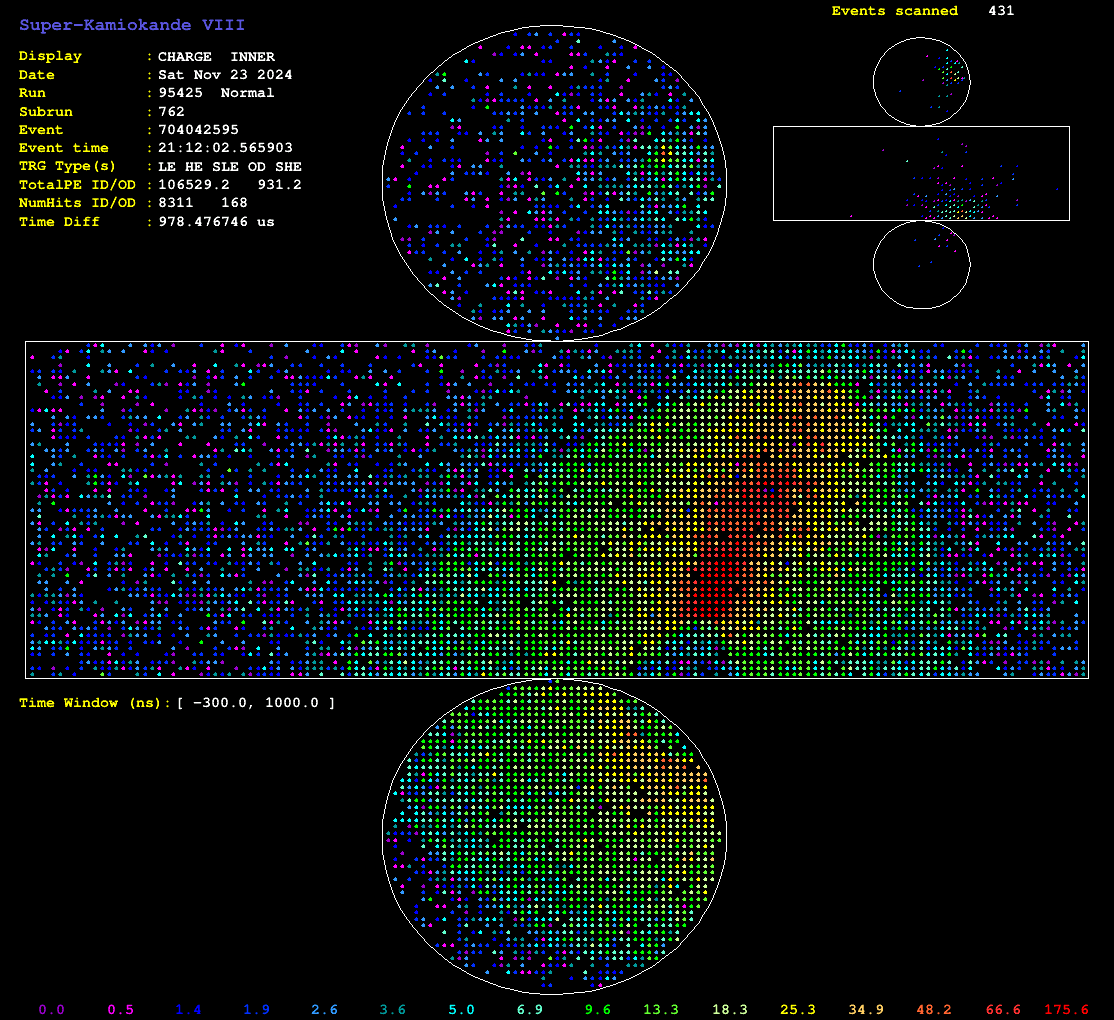 Super-Kamiokande VIII
Display : CHARGE INNER
Date : Sat Nov 23 2024
Run : 95425 Normal
Subrun : 762
Event : 704042595
Event time : 21:12:02.565903
TRG Type(s) : LE HE SLE OD SHE
TotalPE ID/OD : 106529.2 931.2
NumHits ID/OD : 8311 168
Time Diff : 978.476746 us
Events scanned 431
Time Window (ns): [ -300.0, 1000.0 ]
0.0 0.5 1.4 1.9 2.6 3.6 5.0 6.9 9.6 13.3 18.3 25.3 34.9 48.2 66.6 175.6